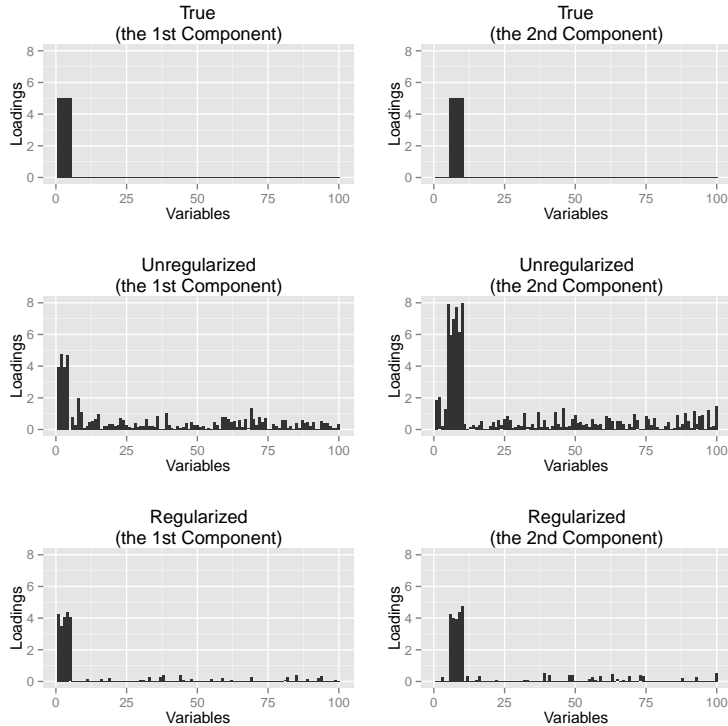 True
(the 1st Component)
8
6
4
2
0
Loadings
0 25 50 75 100
Variables
True
(the 2nd Component)
8
6
4
2
0
Loadings
0 25 50 75 100
Variables
Unregularized
(the 1st Component)
8
6
4
2
0
Loadings
0 25 50 75 100
Variables
Unregularized
(the 2nd Component)
8
6
4
2
0
Loadings
0 25 50 75 100
Variables
Regularized
(the 1st Component)
8
6
4
2
0
Loadings
0 25 50 75 100
Variables
Regularized
(the 2nd Component)
8
6
4
2
0
Loadings
0 25 50 75 100
Variables